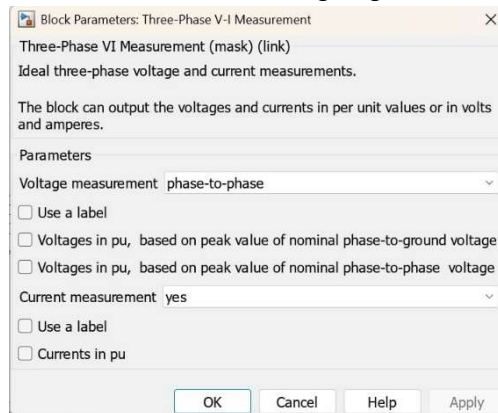 Block Parameters: Three-Phase V-I Measurement
Three-Phase VI Measurement (mask) (link)
Ideal three-phase voltage and current measurements.
The block can output the voltages and currents in per unit values or in volts
and amperes.
Parameters
Voltage measurement phase-to-phase
Use a label
Voltages in pu, based on peak value of nominal phase-to-ground voltage
Voltages in pu, based on peak value of nominal phase-to-phase voltage
Current measurement yes
Use a label
Currents in pu
OK Cancel Help Apply